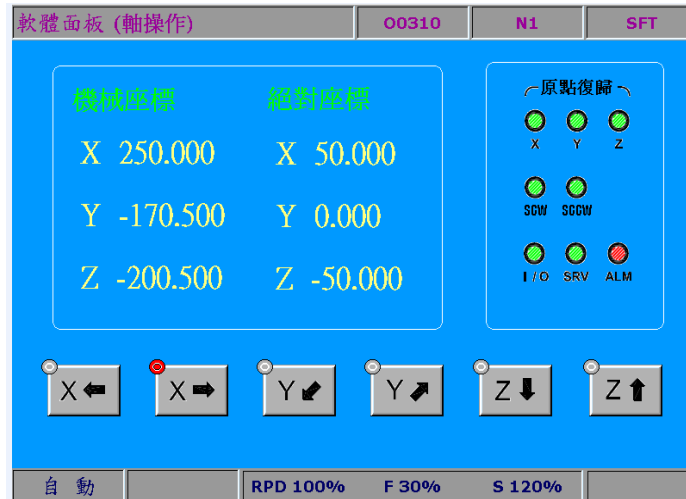 軟體面板 (軸操作) O0310 N1 SFT
機械座標 絕對座標
X 250.000 X 50.000
Y -170.500 Y 0.000
Z -200.500 Z -50.000
原點復歸
X Y Z
SCW SCCW
I / O SRV ALM
X X Y Y Z Z
自 動 RPD 100% F 30% S 120%